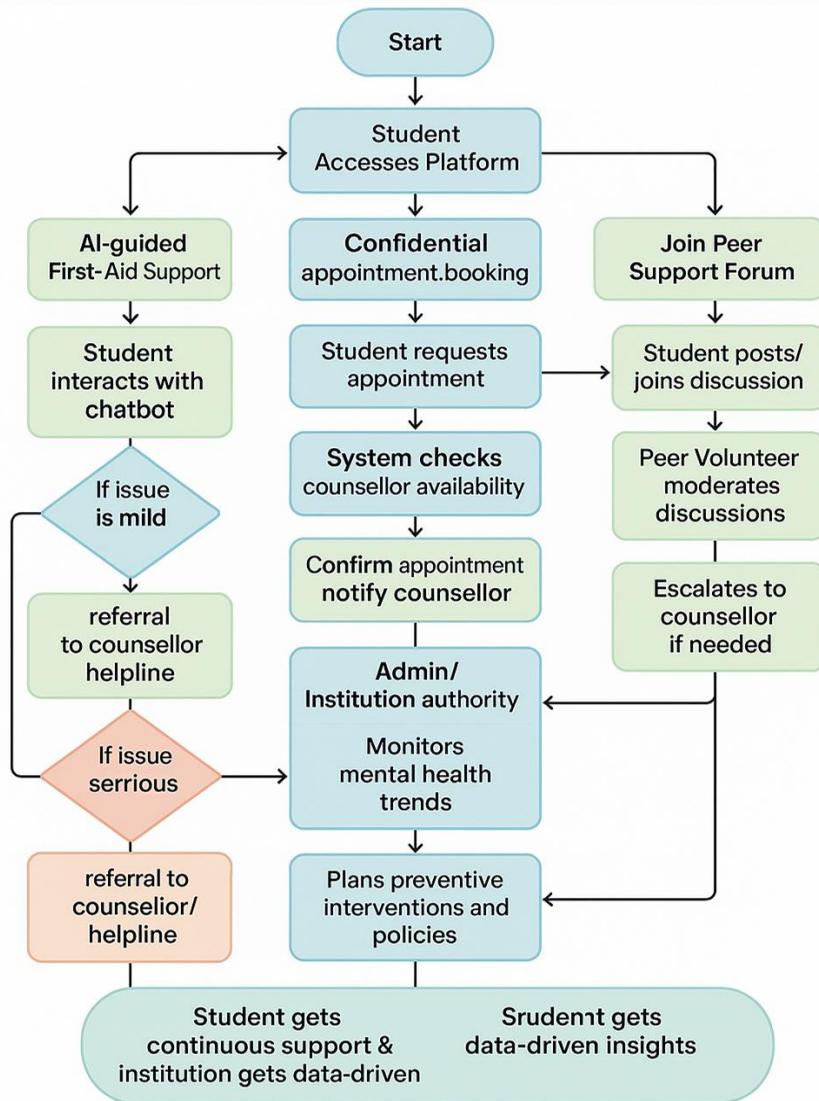 Start
Student
Accesses Platform
AI-guided
First-Aid Support
Confidential
appointment.booking
Join Peer
Support Forum
Student
interacts with
chatbot
Student requests
appointment
Student posts/
joins discussion
System checks
counsellor availability
Peer Volunteer
moderates
discussions
If issue
is mild
Confirm appointment
notify counsellor
Escalates to
counsellor
if needed
referral
to counsellor
helpline
Admin/
Institution authority
Monitors
mental health
trends
If issue
serrious
referral to
counselior/
helpline
Plans preventive
interventions and
policies
Student gets
continuous support &
institution gets data-driven
Srudemt gets
data-driven insights